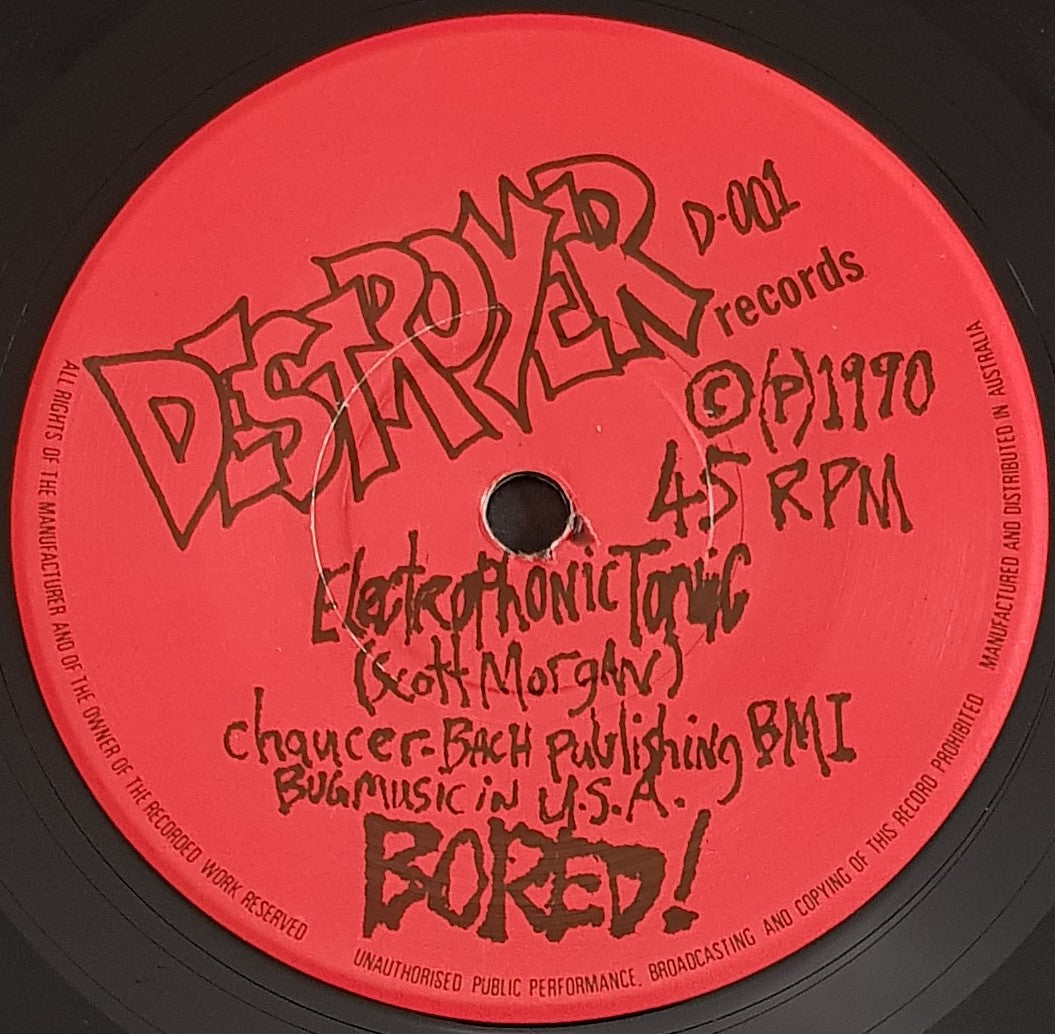 DESTROYER
D-001
records
©(P)1990
45 RPM
Electrophonic Tonic
(Scott Morgan)
Chaucer-BACH Publishing BMI
BUGMUSIC iN U.S.A.
BORED!
ALL RIGHTS OF THE MANUFACTURER AND OF THE OWNER OF THE RECORDED WORK RESERVED
UNAUTHORISED PUBLIC PERFORMANCE, BROADCASTING AND COPYING OF THIS RECORD PROHIBITED
MANUFACTURED AND DISTRIBUTED IN AUSTRALIA